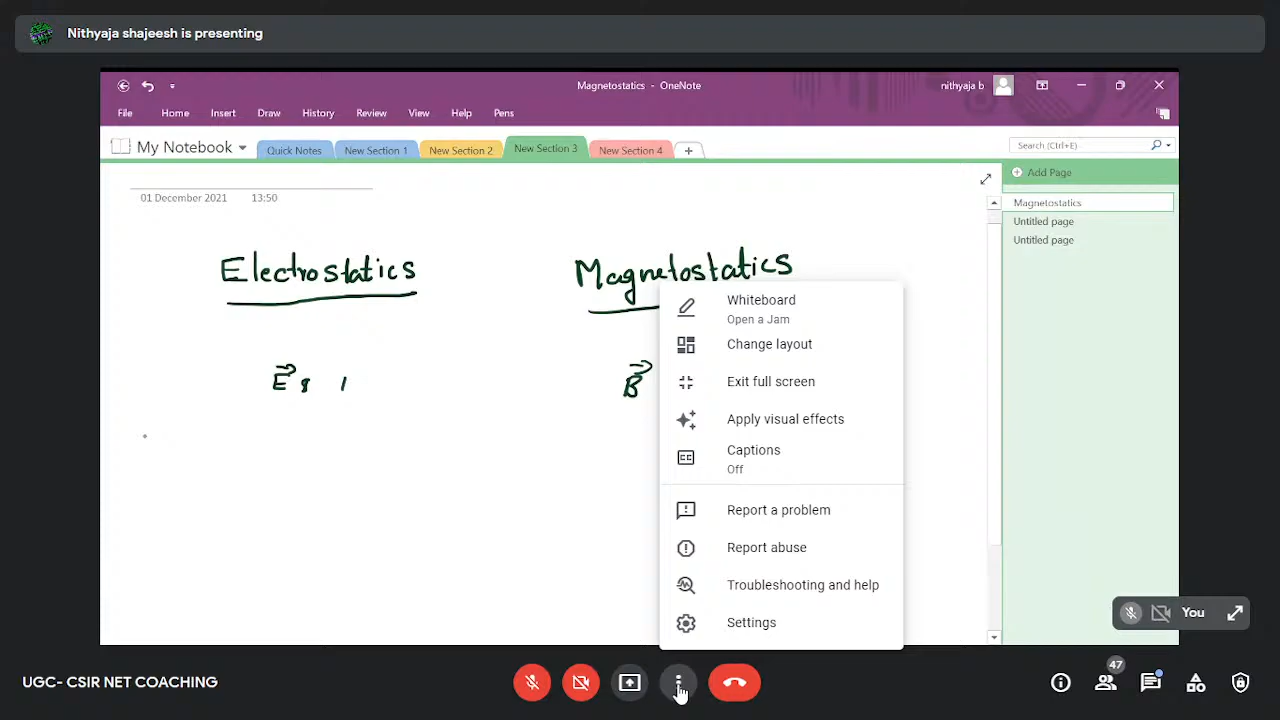 Nithyaja shajeesh is presenting
Magnetostatics - OneNote
nithyaja b
File Home Insert Draw History Review View Help Pens
My Notebook
Quick Notes
New Section 1
New Section 2
New Section 3
New Section 4
Search (Ctrl+E)
Add Page
Magnetostatics
Untitled page
Untitled page
01 December 2021 13:50
Electrostatics
Magnetostatics
E
B
Whiteboard
Open a Jam
Change layout
Exit full screen
Apply visual effects
Captions
Off
Report a problem
Report abuse
Troubleshooting and help
Settings
You
UGC- CSIR NET COACHING
47